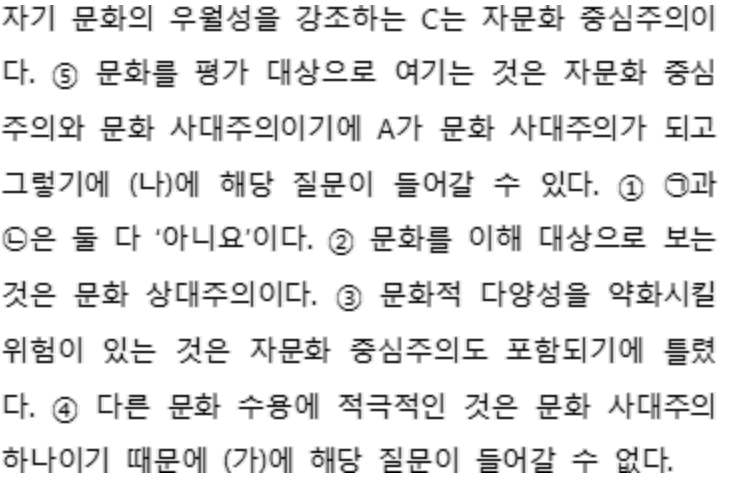 자기 문화의 우월성을 강조하는 C는 자문화 중심주의이
다. ⑤ 문화를 평가 대상으로 여기는 것은 자문화 중심
주의와 문화 사대주의이기에 A가 문화 사대주의가 되고
그렇기에 (나)에 해당 질문이 들어갈 수 있다. ① ㉠과
㉡은 둘 다 ‘아니요’이다. ② 문화를 이해 대상으로 보는
것은 문화 상대주의이다. ③ 문화적 다양성을 약화시킬
위험이 있는 것은 자문화 중심주의도 포함되기에 틀렸
다. ④ 다른 문화 수용에 적극적인 것은 문화 사대주의
하나이기 때문에 (가)에 해당 질문이 들어갈 수 없다.